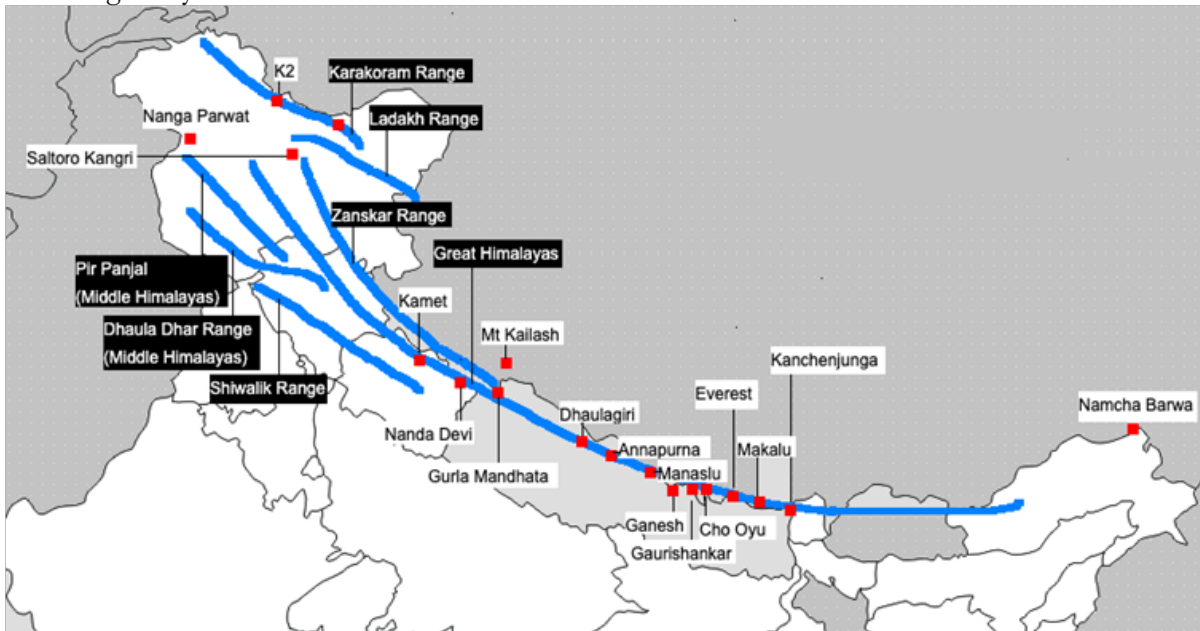 K2
Karakoram Range
Nanga Parwat
Ladakh Range
Saltoro Kangri
Zanskar Range
Great Himalayas
Pir Panjal
(Middle Himalayas)
Kamet
Dhaula Dhar Range
(Middle Himalayas)
Mt Kailash
Shiwalik Range
Kanchenjunga
Everest
Namcha Barwa
Dhaulagiri
Nanda Devi
Annapurna
Makalu
Gurla Mandhata
Manaslu
Ganesh
Cho Oyu
Gaurishankar